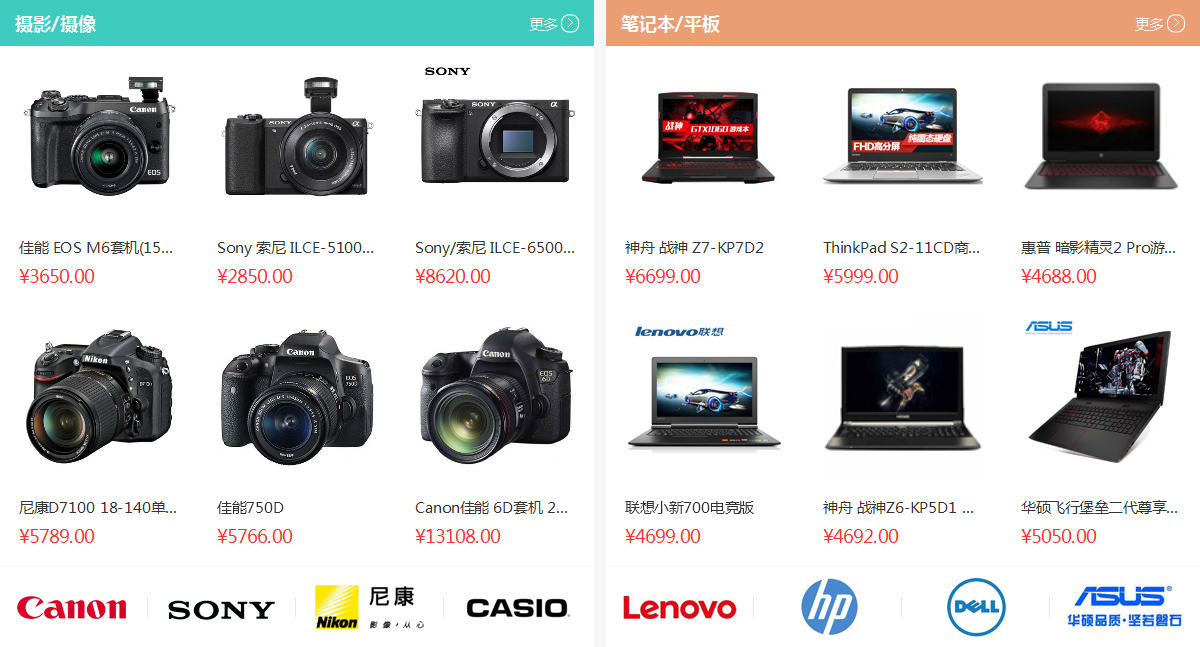 摄影/摄像
更多
Canon
EOS
SONY
α
SONY
SONY
α
佳能 EOS M6套机(15...
Sony 索尼 ILCE-5100...
Sony/索尼 ILCE-6500...
¥3650.00
¥2850.00
¥8620.00
Nikon
Canon
EOS
750D
Canon
EOS
6D
尼康D7100 18-140单...
佳能750D
Canon佳能 6D套机 2...
¥5789.00
¥5766.00
¥13108.00
Canon
SONY
Nikon
尼康
影像·从心
CASIO
笔记本/平板
更多
战神 GTX1060 游戏本
纯固态硬盘
FHD高分屏
神舟 战神 Z7-KP7D2
ThinkPad S2-11CD商...
惠普 暗影精灵2 Pro游...
¥6699.00
¥5999.00
¥4688.00
lenovo联想
ASUS
联想小新700电竞版
神舟 战神Z6-KP5D1 ...
华硕飞行堡垒二代尊享...
¥4699.00
¥4692.00
¥5050.00
Lenovo
hp
DELL
ASUS®
华硕品质·坚若磐石